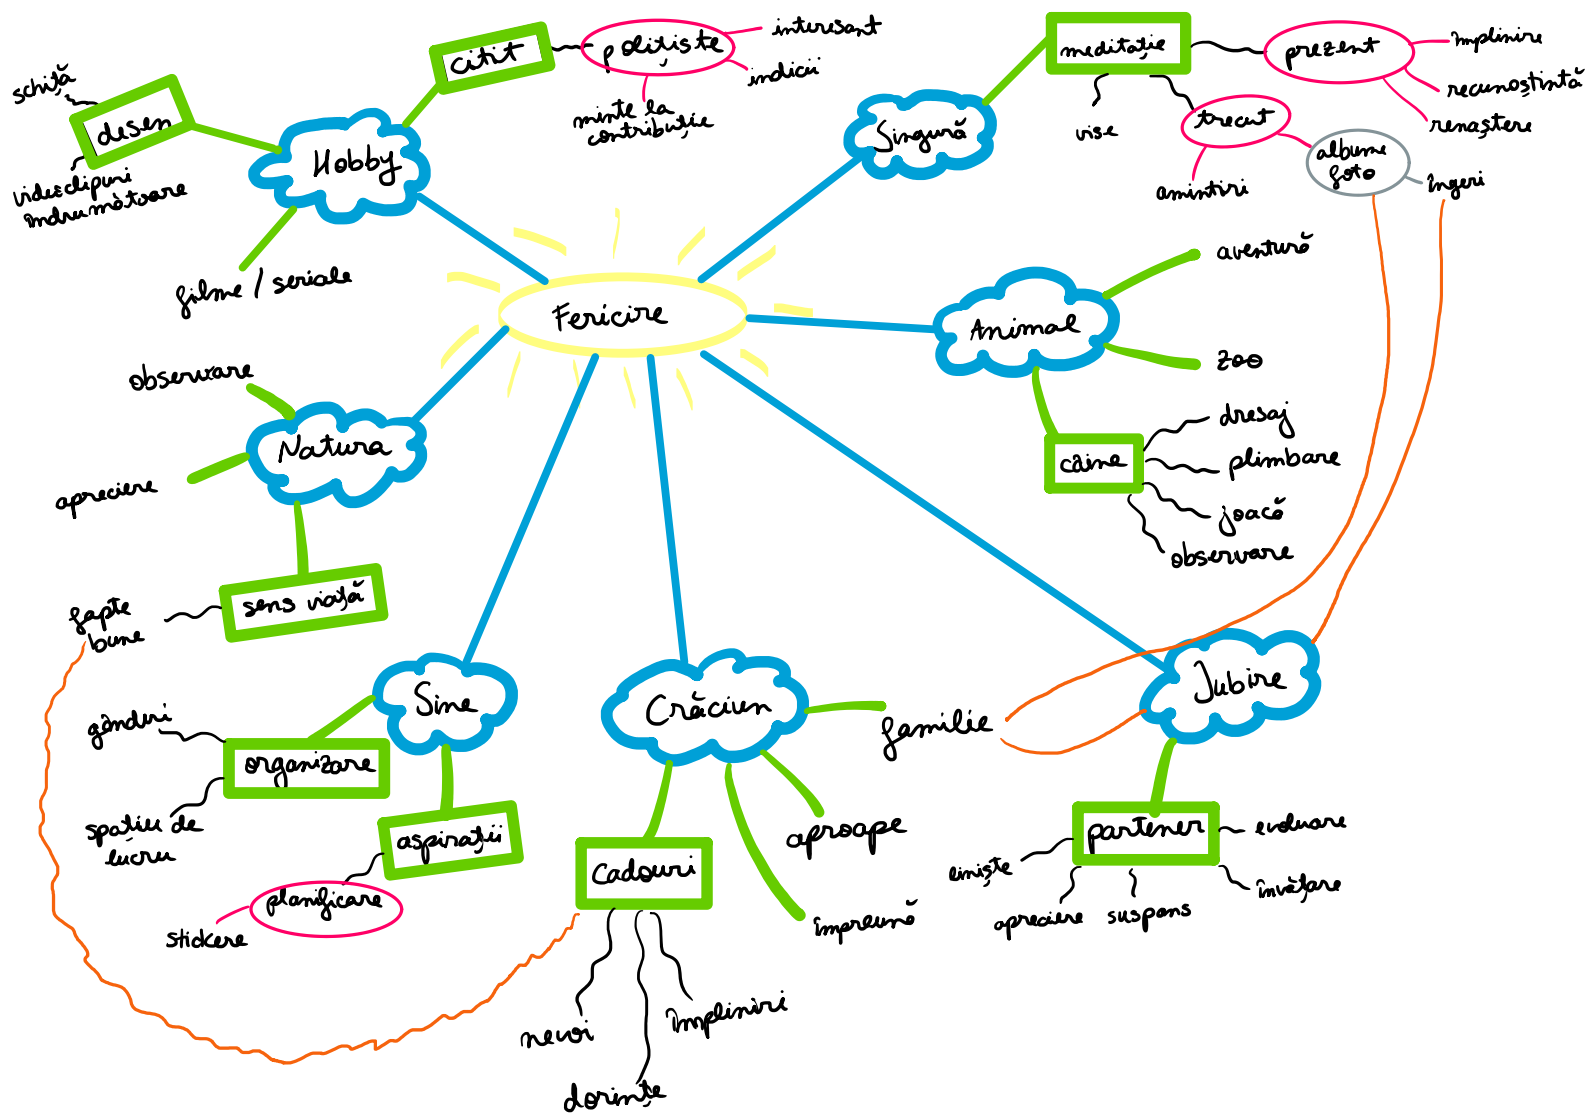 schiță
desen
videoclipuri
îndrumătoare
Hobby
filme / seriale
citit
polițiste
interesant
indicii
minte la
contribuție
Singură
meditație
vise
prezent
împlinire
recunoștintă
renaștere
trecut
amintiri
albume
foto
îngeri
Fericire
Animal
aventură
zoo
câine
dresaj
plimbare
joacă
observare
observare
Natura
apreciere
sens viață
fapte
bune
Sine
gânduri
organizare
spatiu de
lucru
aspirații
planificare
stickere
Crăciun
familie
aproape
împreună
cadouri
nevoi
dorințe
împliniri
Iubire
partener
liniște
apreciere
suspans
învățare
evoluare